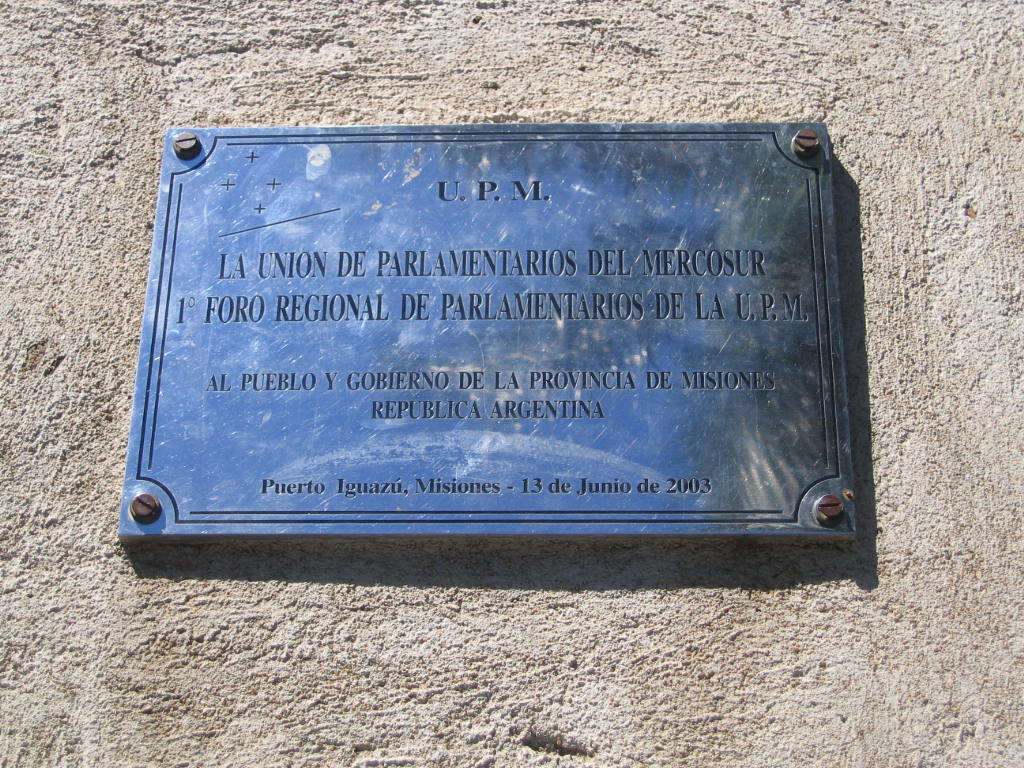 U. P. M.
LA UNION DE PARLAMENTARIOS DEL MERCOSUR
1° FORO REGIONAL DE PARLAMENTARIOS DE LA U. P. M.
AL PUEBLO Y GOBIERNO DE LA PROVINCIA DE MISIONES
REPUBLICA ARGENTINA
Puerto Iguazú, Misiones - 13 de Junio de 2003